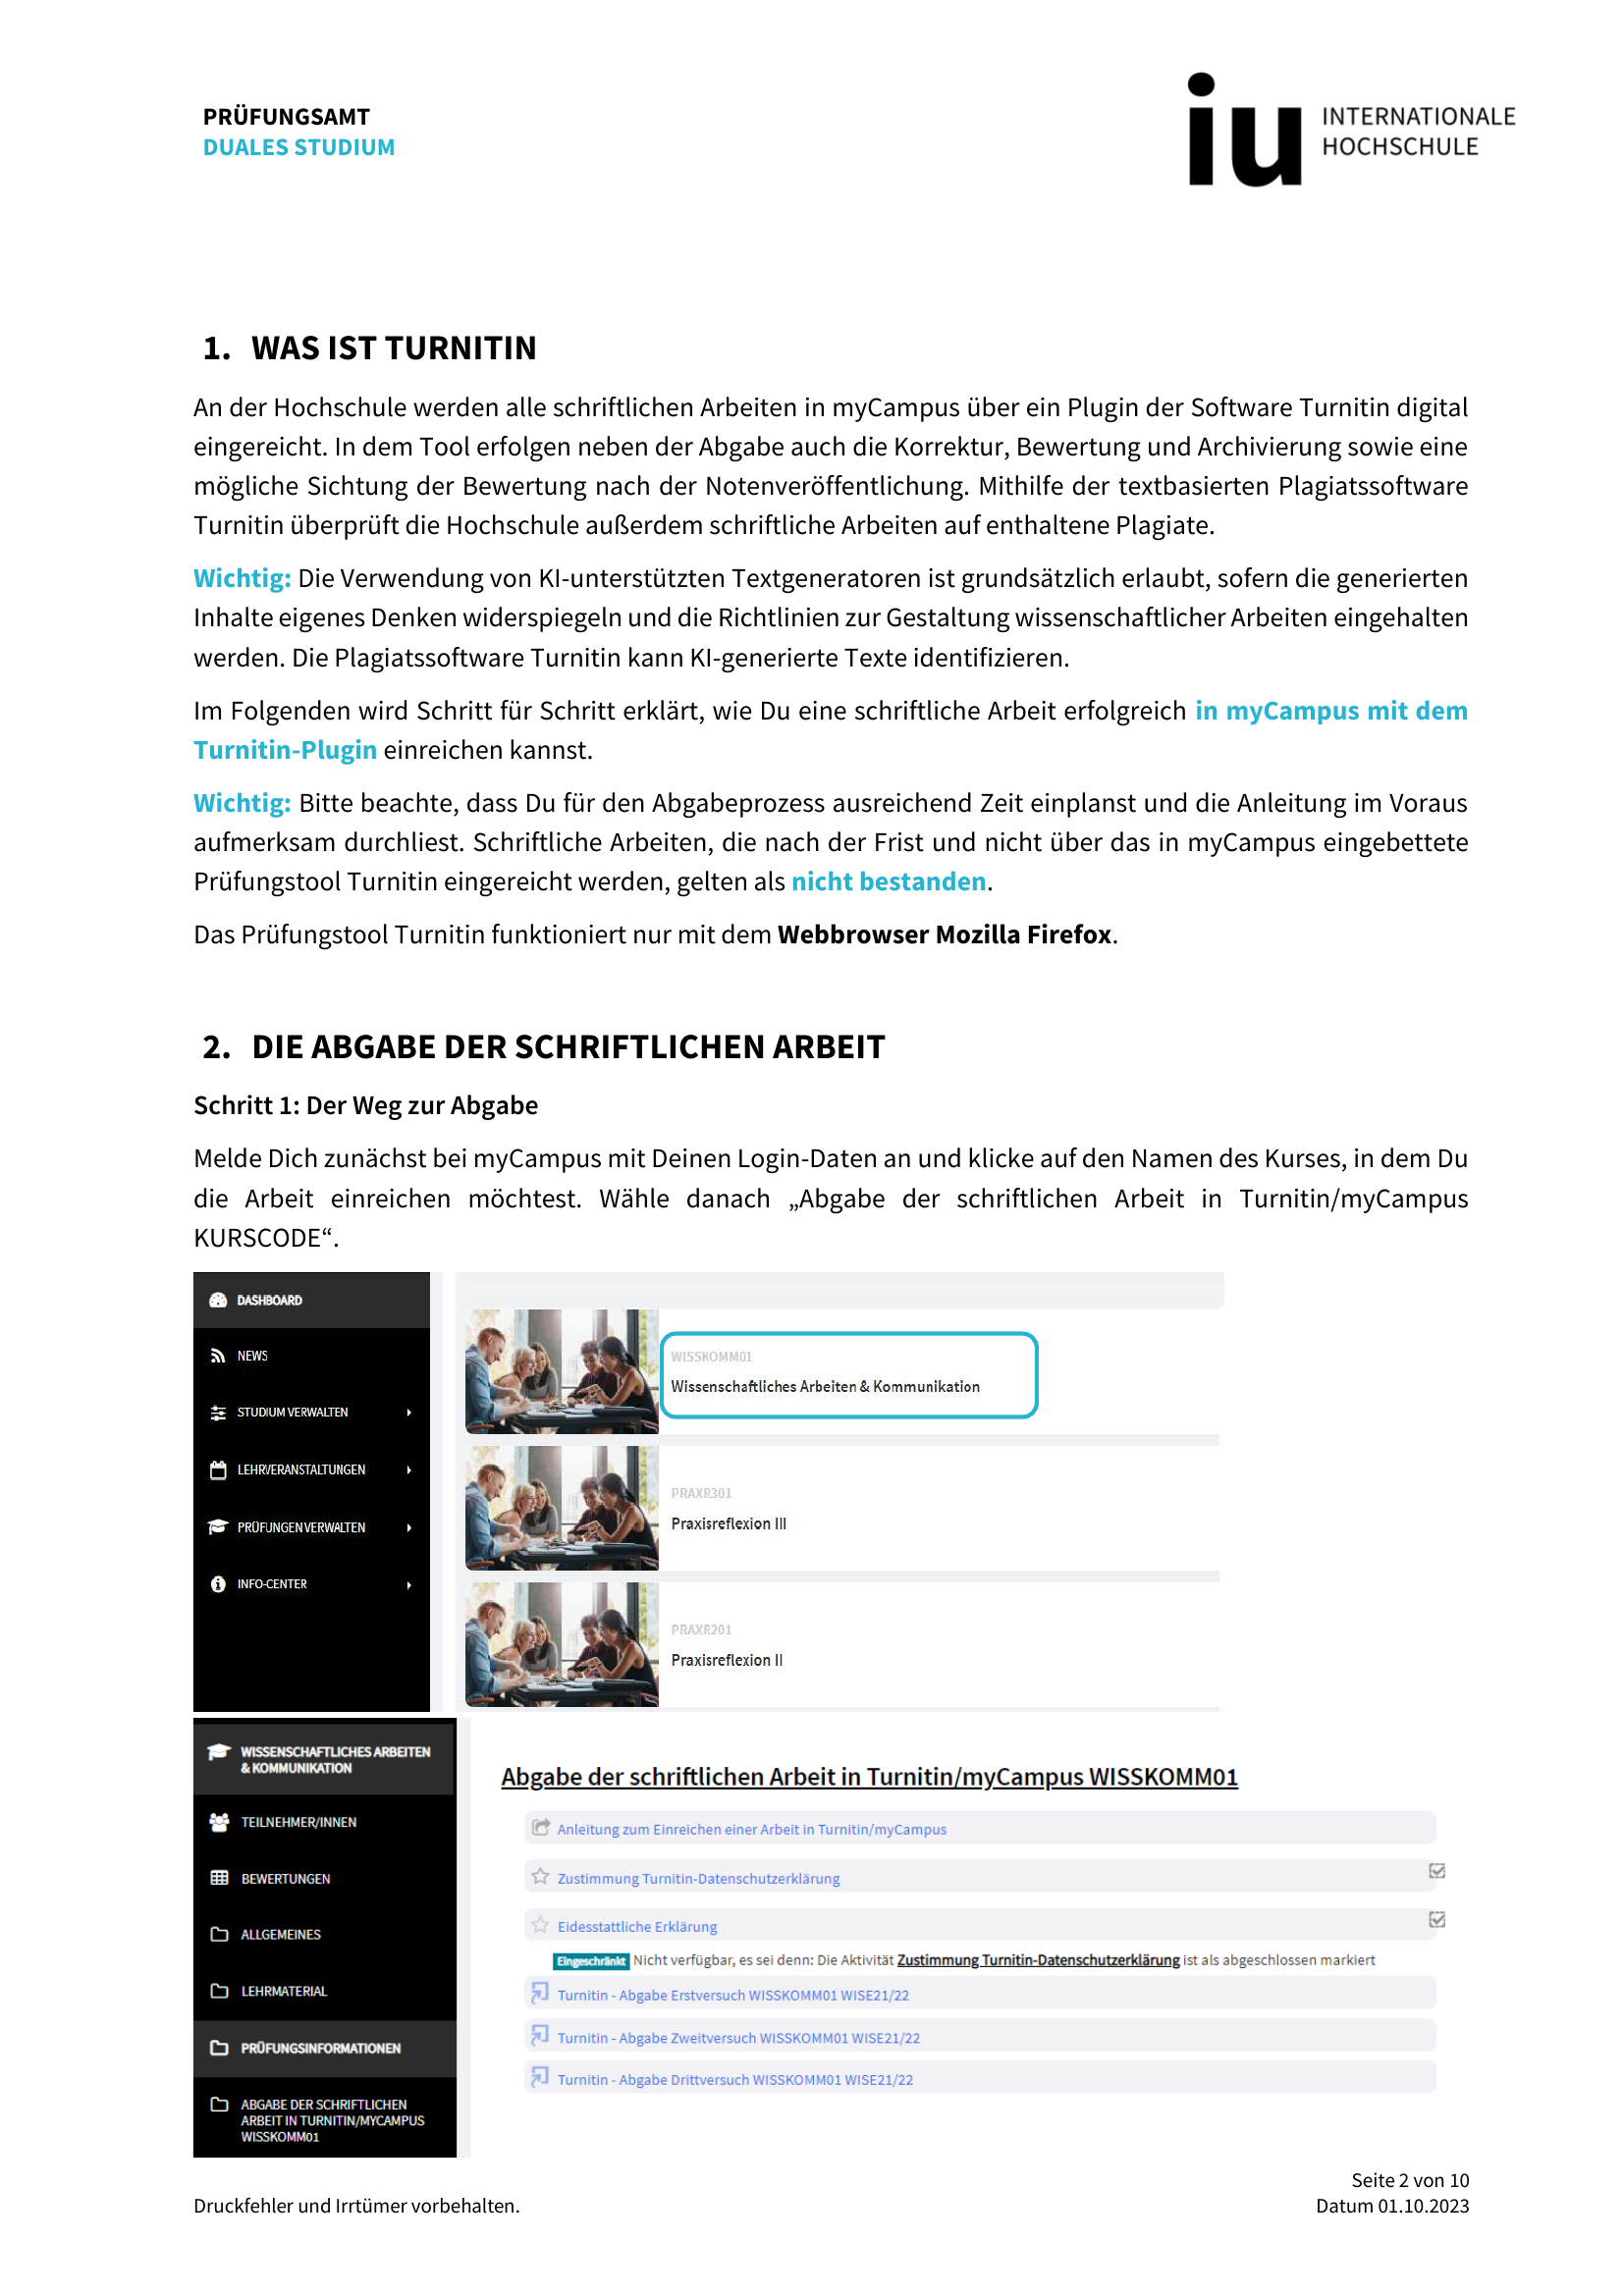 PRÜFUNGSAMT
DUALES STUDIUM
iu INTERNATIONALE
HOCHSCHULE
1. WAS IST TURNITIN
An der Hochschule werden alle schriftlichen Arbeiten in myCampus über ein Plugin der Software Turnitin digital
eingereicht. In dem Tool erfolgen neben der Abgabe auch die Korrektur, Bewertung und Archivierung sowie eine
mögliche Sichtung der Bewertung nach der Notenveröffentlichung. Mithilfe der textbasierten Plagiatssoftware
Turnitin überprüft die Hochschule außerdem schriftliche Arbeiten auf enthaltene Plagiate.
Wichtig: Die Verwendung von KI-unterstützten Textgeneratoren ist grundsätzlich erlaubt, sofern die generierten
Inhalte eigenes Denken widerspiegeln und die Richtlinien zur Gestaltung wissenschaftlicher Arbeiten eingehalten
werden. Die Plagiatssoftware Turnitin kann KI-generierte Texte identifizieren.
Im Folgenden wird Schritt für Schritt erklärt, wie Du eine schriftliche Arbeit erfolgreich in myCampus mit dem
Turnitin-Plugin einreichen kannst.
Wichtig: Bitte beachte, dass Du für den Abgabeprozess ausreichend Zeit einplanst und die Anleitung im Voraus
aufmerksam durchliest. Schriftliche Arbeiten, die nach der Frist und nicht über das in myCampus eingebettete
Prüfungstool Turnitin eingereicht werden, gelten als nicht bestanden.
Das Prüfungstool Turnitin funktioniert nur mit dem Webbrowser Mozilla Firefox.
2. DIE ABGABE DER SCHRIFTLICHEN ARBEIT
Schritt 1: Der Weg zur Abgabe
Melde Dich zunächst bei myCampus mit Deinen Login-Daten an und klicke auf den Namen des Kurses, in dem Du
die Arbeit einreichen möchtest. Wähle danach „Abgabe der schriftlichen Arbeit in Turnitin/myCampus
KURSCODE“.
DASHBOARD
NEWS
STUDIUM VERWALTEN
LEHRVERANSTALTUNGEN
PRÜFUNGEN VERWALTEN
INFO-CENTER
WISSKOMM01
Wissenschaftliches Arbeiten & Kommunikation
PRAXR301
Praxisreflexion III
PRAXR201
Praxisreflexion II
WISSENSCHAFTLICHES ARBEITEN
& KOMMUNIKATION
TEILNEHMER/INNEN
BEWERTUNGEN
ALLGEMEINES
LEHRMATERIAL
PRÜFUNGSINFORMATIONEN
ABGABE DER SCHRIFTLICHEN
ARBEIT IN TURNITIN/MYCAMPUS
WISSKOMM01
Abgabe der schriftlichen Arbeit in Turnitin/myCampus WISSKOMM01
Anleitung zum Einreichen einer Arbeit in Turnitin/myCampus
Zustimmung Turnitin-Datenschutzerklärung
Eidesstattliche Erklärung
Eingeschränkt Nicht verfügbar, es sei denn: Die Aktivität Zustimmung Turnitin-Datenschutzerklärung ist als abgeschlossen markiert
Turnitin - Abgabe Erstversuch WISSKOMM01 WISE21/22
Turnitin - Abgabe Zweitversuch WISSKOMM01 WISE21/22
Turnitin - Abgabe Drittversuch WISSKOMM01 WISE21/22
Seite 2 von 10
Druckfehler und Irrtümer vorbehalten.
Datum 01.10.2023